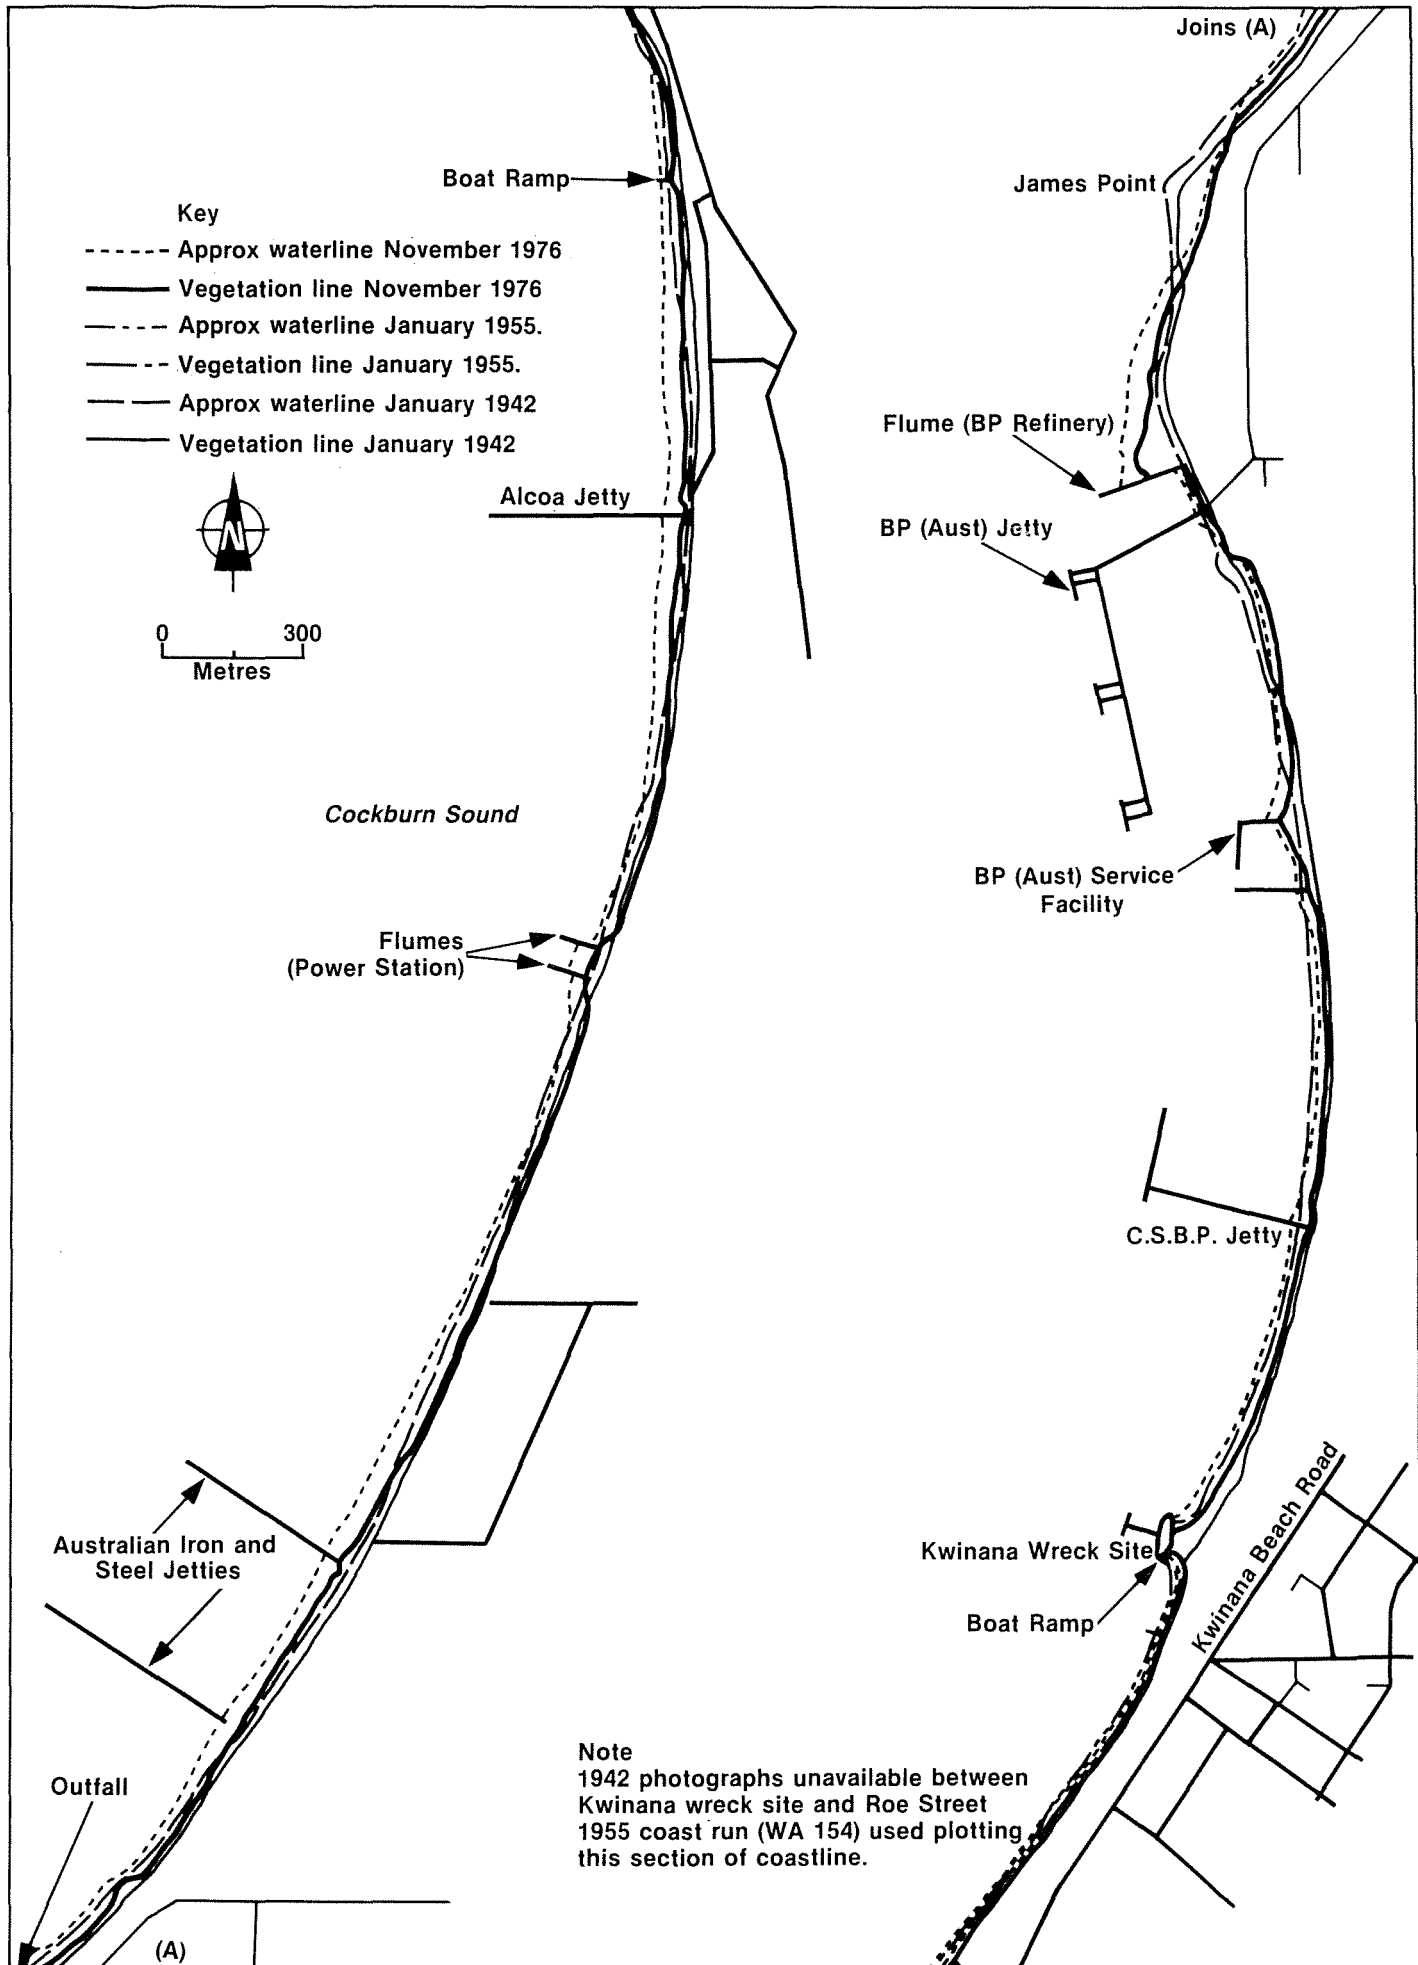 Joins (A)
Boat Ramp
James Point
Key
Approx waterline November 1976
Vegetation line November 1976
Approx waterline January 1955.
Vegetation line January 1955.
Approx waterline January 1942
Vegetation line January 1942
Flume (BP Refinery)
Alcoa Jetty
BP (Aust) Jetty
N
0 300
Metres
Cockburn Sound
BP (Aust) Service
Facility
Flumes
(Power Station)
C.S.B.P. Jetty
Kwinana Beach Road
Australian Iron and
Steel Jetties
Kwinana Wreck Site
Boat Ramp
Note
1942 photographs unavailable between
Kwinana wreck site and Roe Street
1955 coast run (WA 154) used plotting
this section of coastline.
Outfall
(A)